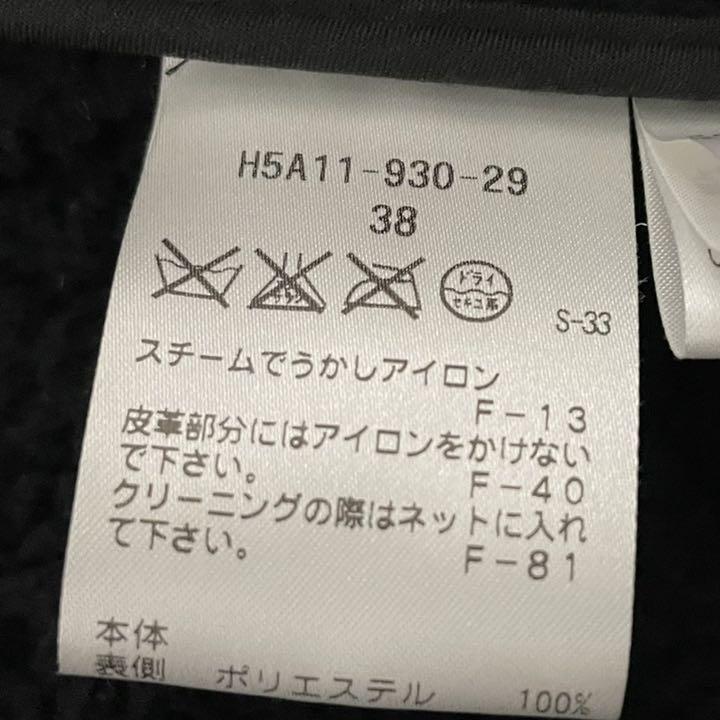 H5A11-930-29
38
ドライ
セキユ系
S-33
スチームでうかしアイロン
F-13
皮革部分にはアイロンをかけない
で下さい。
F-40
クリーニングの際はネットに入れ
て下さい。
F-81
本体
裏側 ポリエステル 100%